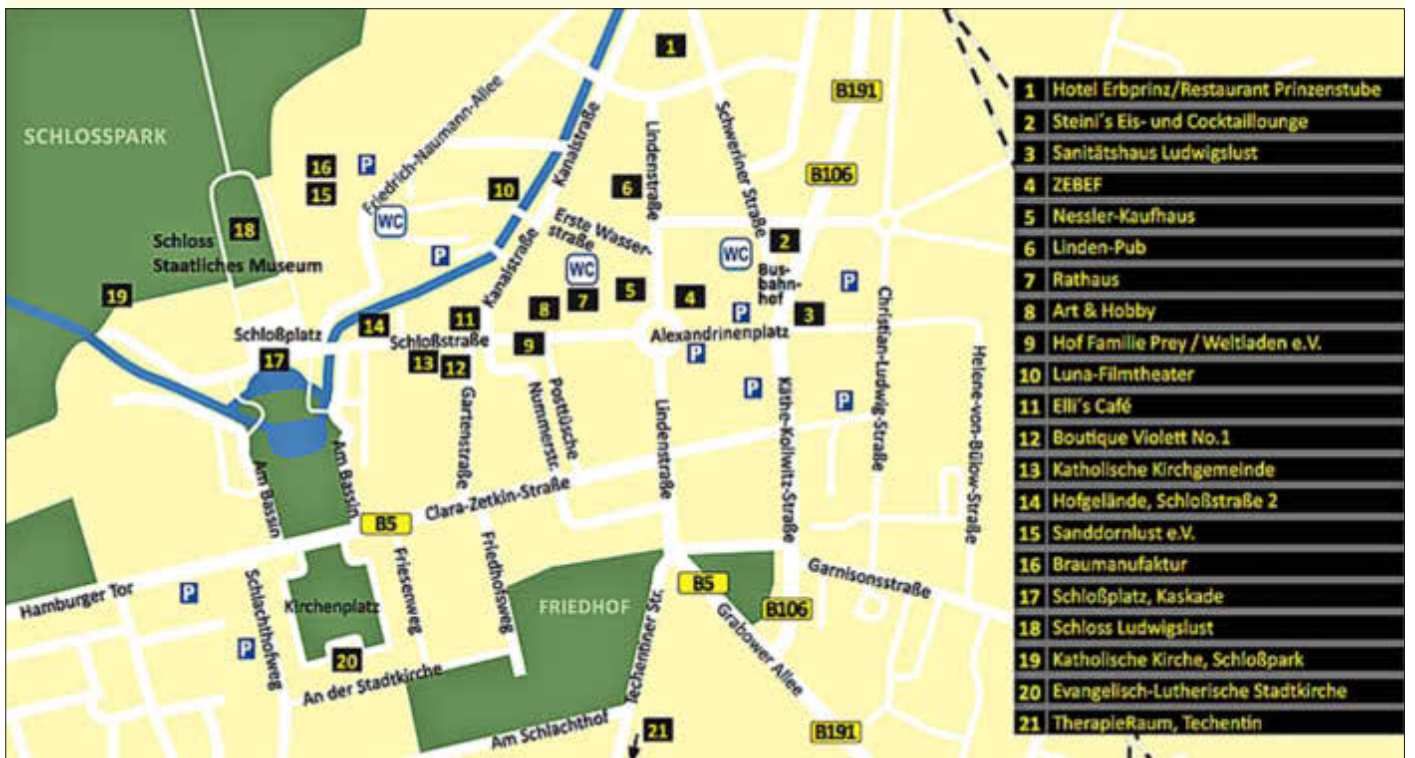 1
SCHLOSSPARK
B191
1 Hotel Erbprinz/Restaurant Prinzenstube
2 Steini´s Eis- und Cocktaillounge
3 Sanitätshaus Ludwigslust
4 ZEBEF
5 Nessler-Kaufhaus
6 Linden-Pub
7 Rathaus
8 Art & Hobby
9 Hof Familie Prey / Weltladen e.V.
10 Luna-Filmtheater
11 Elli´s Café
12 Boutique Violett No.1
13 Katholische Kirchgemeinde
14 Hofgelände, Schloßstraße 2
15 Sanddornlust e.V.
16 Braumanufaktur
17 Schloßplatz, Kaskade
18 Schloss Ludwigslust
19 Katholische Kirche, Schloßpark
20 Evangelisch-Lutherische Stadtkirche
21 TherapieRaum, Techentin
Friedrich-Naumann-Allee
Kanalstraße
Lindenstraße
Schweriner Straße
B106
16
P
15
10
6
WC
18
Schloss
Staatliches Museum
Erste Wasser-
straße
WC
P
Kanalstraße
WC
2
Bus-
bahn-
hof
P
19
5
4
P
7
8
3
Christian-Ludwig-Straße
Schloßplatz
14
11
Schloßstraße
9
Alexandrinenplatz
P
17
13
12
Helene-von-Bülow-Straße
Gartenstraße
Nummerstr.
Posttüsche
Lindenstraße
P
Käthe-Kollwitz-Straße
P
Am Bassin
Am Bassin
Clara-Zetkin-Straße
B5
Hamburger Tor
P
Schlachthofweg
Kirchenplatz
Friesenweg
Friedhofsweg
FRIEDHOF
B5
Garnisonsstraße
B106
P
20
An der Stadtkirche
Techentiner Str.
Grabower Allee
Am Schlachthof
21
B191